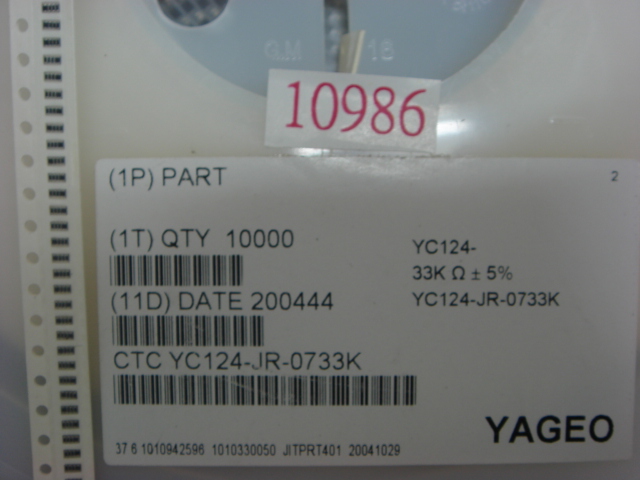 G.M 18
10986
(1P) PART
2
(1T) QTY 10000
YC124-
33K Ω ± 5%
(11D) DATE 200444
YC124-JR-0733K
CTC YC124-JR-0733K
YAGEO
37 6 1010942596 1010330050 JITPRT401 20041029